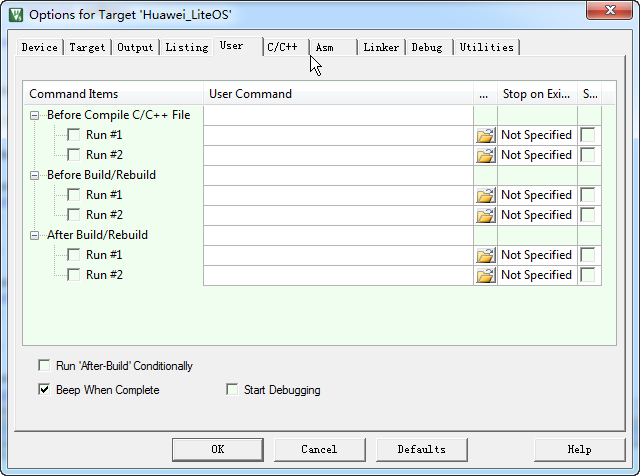 Options for Target 'Huawei_LiteOS'
Device Target Output Listing User C/C++ Asm Linker Debug Utilities
Command Items User Command ... Stop on Exi... S...
Before Compile C/C++ File
Run #1 Not Specified
Run #2 Not Specified
Before Build/Rebuild
Run #1 Not Specified
Run #2 Not Specified
After Build/Rebuild
Run #1 Not Specified
Run #2 Not Specified
Run 'After-Build' Conditionally
Beep When Complete Start Debugging
OK Cancel Defaults Help